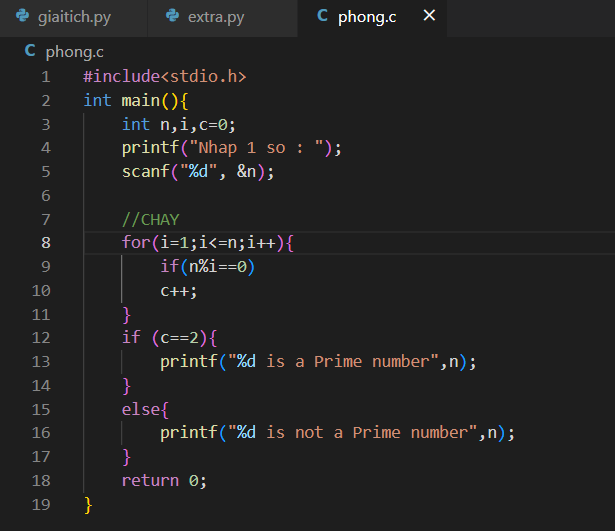 giaitich.py extra.py C phong.c ×
C phong.c
1 #include<stdio.h>
2 int main(){
3     int n,i,c=0;
4     printf("Nhap 1 so : ");
5     scanf("%d", &n);
6
7     //CHAY
8     for(i=1;i<=n;i++){
9         if(n%i==0)
10         c++;
11     }
12     if (c==2){
13         printf("%d is a Prime number",n);
14     }
15     else{
16         printf("%d is not a Prime number",n);
17     }
18     return 0;
19 }